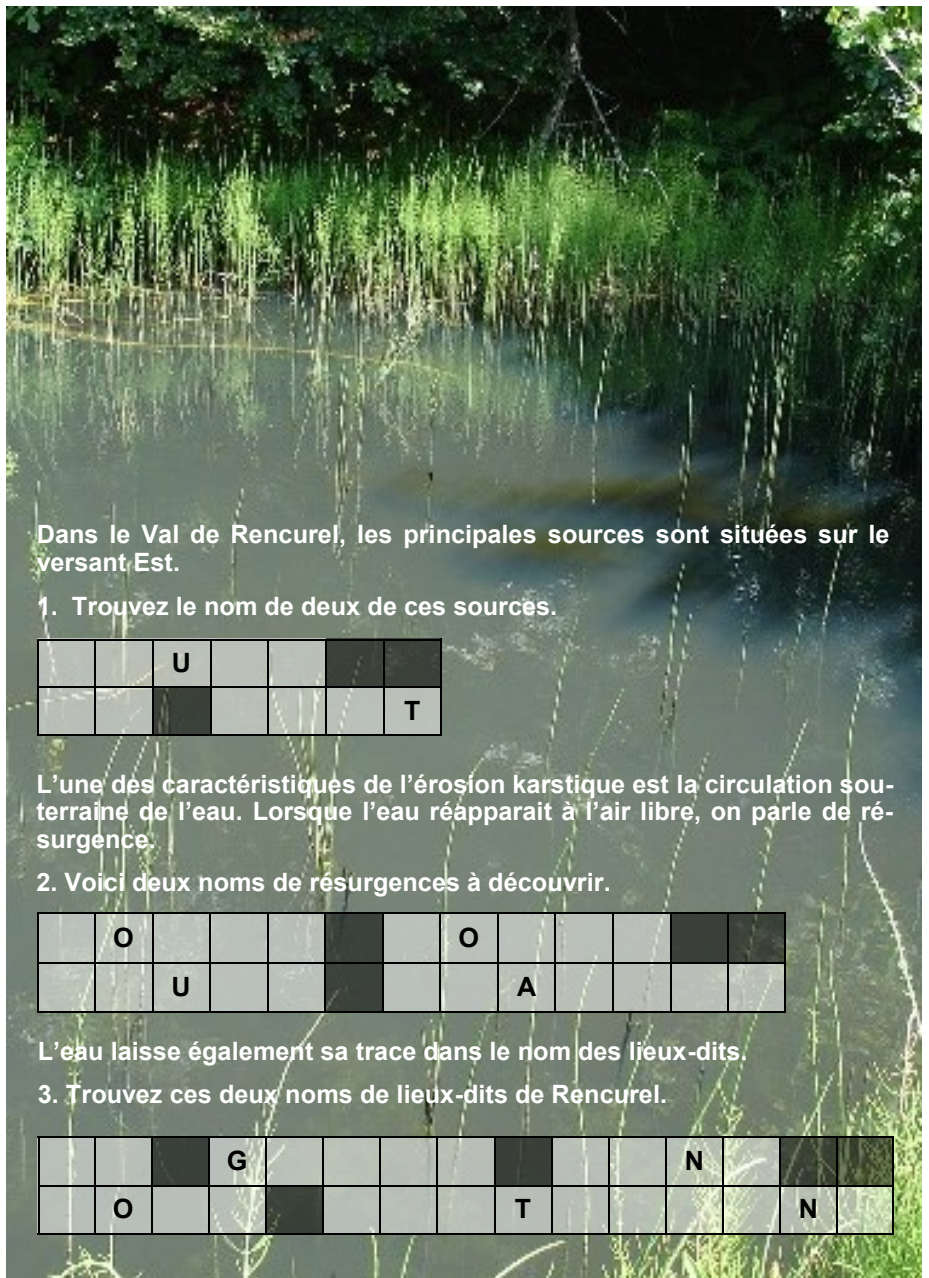 Dans le Val de Rencurel, les principales sources sont situées sur le
versant Est.
1. Trouvez le nom de deux de ces sources.
U
T
L’une des caractéristiques de l’érosion karstique est la circulation sou-
terraine de l’eau. Lorsque l’eau réapparait à l’air libre, on parle de ré-
surgence.
2. Voici deux noms de résurgences à découvrir.
O O
U A
L’eau laisse également sa trace dans le nom des lieux-dits.
3. Trouvez ces deux noms de lieux-dits de Rencurel.
G N
O T N